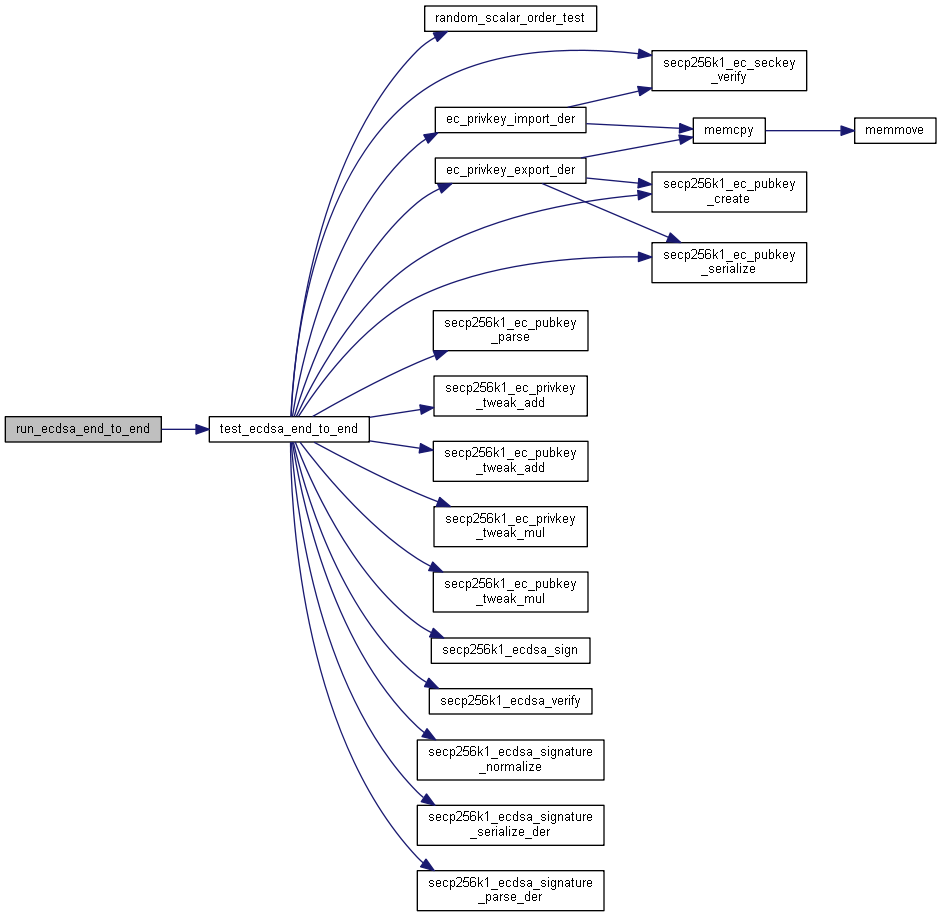 random_scalar_order_test
secp256k1_ec_seckey
_verify
ec_privkey_import_der
memcpy
memmove
ec_privkey_export_der
secp256k1_ec_pubkey
_create
secp256k1_ec_pubkey
_serialize
secp256k1_ec_pubkey
_parse
secp256k1_ec_privkey
_tweak_add
run_ecdsa_end_to_end
test_ecdsa_end_to_end
secp256k1_ec_pubkey
_tweak_add
secp256k1_ec_privkey
_tweak_mul
secp256k1_ec_pubkey
_tweak_mul
secp256k1_ecdsa_sign
secp256k1_ecdsa_verify
secp256k1_ecdsa_signature
_normalize
secp256k1_ecdsa_signature
_serialize_der
secp256k1_ecdsa_signature
_parse_der